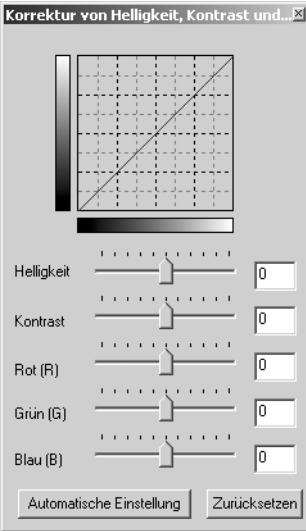 Korrektur von Helligkeit, Kontrast und...
Helligkeit 0
Kontrast 0
Rot (R) 0
Grün (G) 0
Blau (B) 0
Automatische Einstellung Zurücksetzen